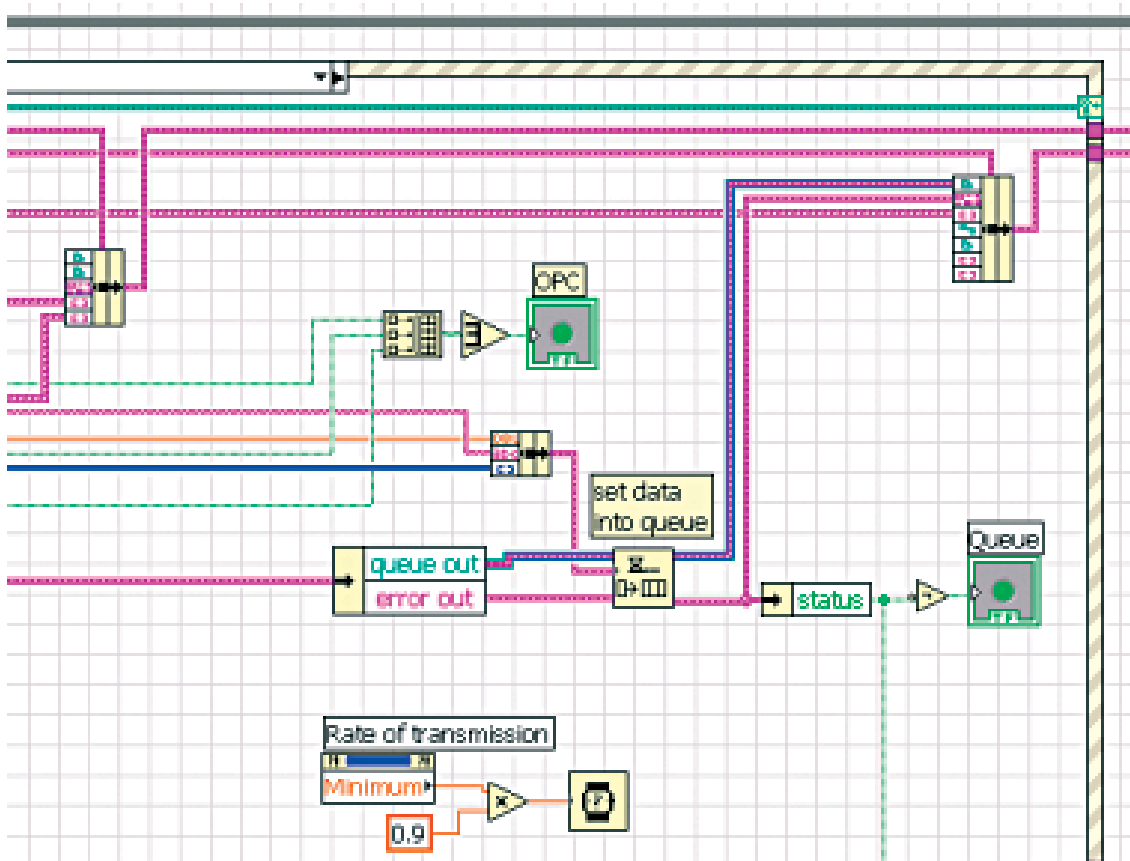 OPC
set data
into queue
queue out
error out
Queue
status
Rate of transmission
Minimum
0.9